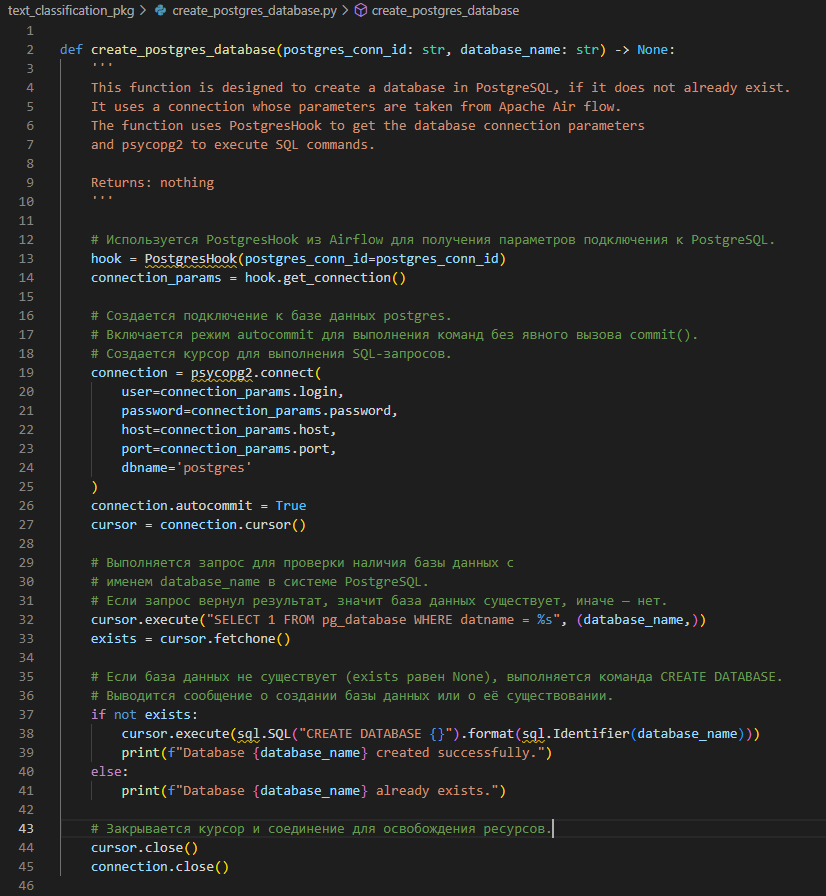 text_classification_pkg > create_postgres_database.py > create_postgres_database
1
2 def create_postgres_database(postgres_conn_id: str, database_name: str) -> None:
3     '''
4     This function is designed to create a database in PostgreSQL, if it does not already exist.
5     It uses a connection whose parameters are taken from Apache Air flow.
6     The function uses PostgresHook to get the database connection parameters
7     and psycopg2 to execute SQL commands.
8
9     Returns: nothing
10     '''
11
12     # Используется PostgresHook из Airflow для получения параметров подключения к PostgreSQL.
13     hook = PostgresHook(postgres_conn_id=postgres_conn_id)
14     connection_params = hook.get_connection()
15
16     # Создается подключение к базе данных postgres.
17     # Включается режим autocommit для выполнения команд без явного вызова commit().
18     # Создается курсор для выполнения SQL-запросов.
19     connection = psycopg2.connect(
20         user=connection_params.login,
21         password=connection_params.password,
22         host=connection_params.host,
23         port=connection_params.port,
24         dbname='postgres'
25     )
26     connection.autocommit = True
27     cursor = connection.cursor()
28
29     # Выполняется запрос для проверки наличия базы данных с
30     # именем database_name в системе PostgreSQL.
31     # Если запрос вернул результат, значит база данных существует, иначе — нет.
32     cursor.execute("SELECT 1 FROM pg_database WHERE datname = %s", (database_name,))
33     exists = cursor.fetchone()
34
35     # Если база данных не существует (exists равен None), выполняется команда CREATE DATABASE.
36     # Выводится сообщение о создании базы данных или о её существовании.
37     if not exists:
38         cursor.execute(sql.SQL("CREATE DATABASE {}").format(sql.Identifier(database_name)))
39         print(f"Database {database_name} created successfully.")
40     else:
41         print(f"Database {database_name} already exists.")
42
43     # Закрывается курсор и соединение для освобождения ресурсов.
44     cursor.close()
45     connection.close()
46